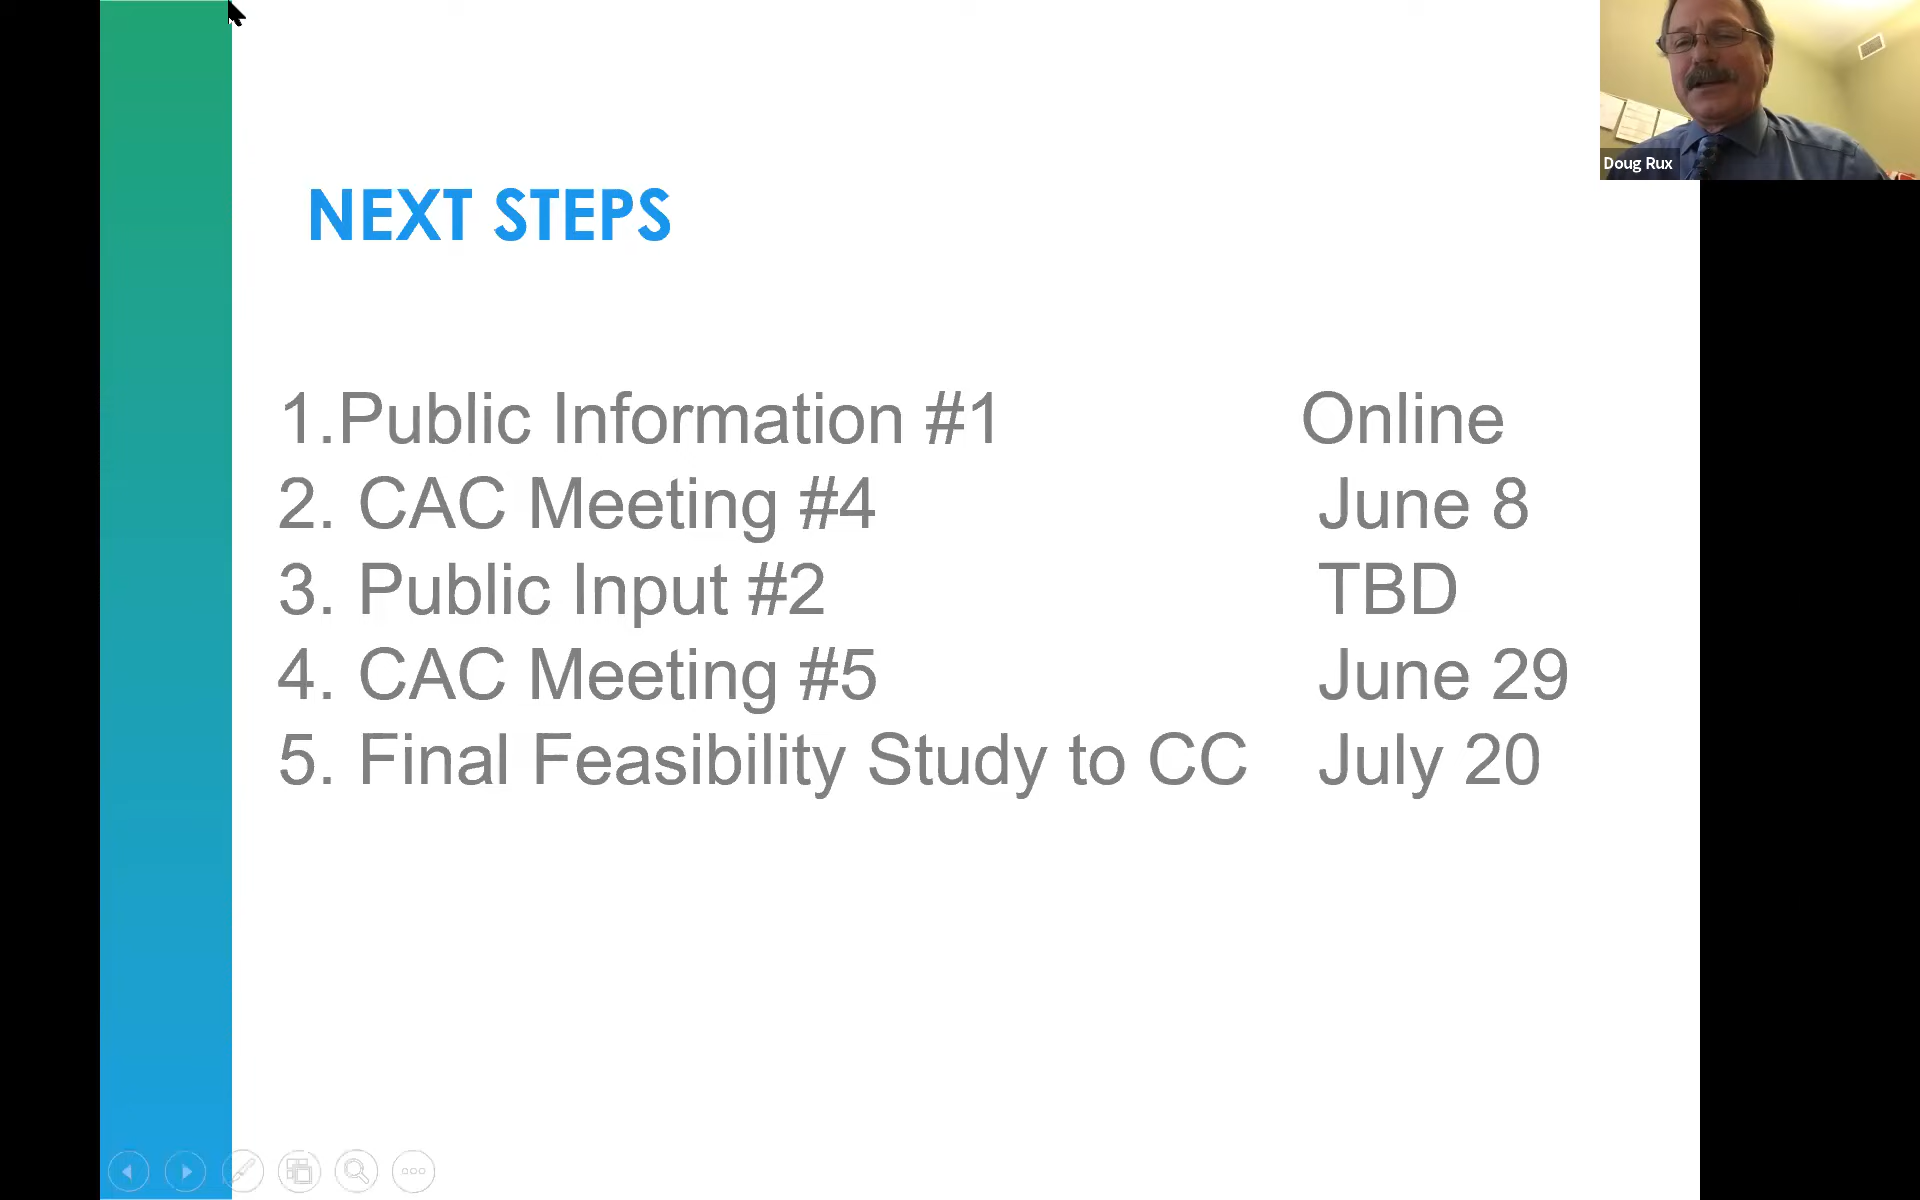 Doug Rux
NEXT STEPS
1.Public Information #1 Online
2. CAC Meeting #4 June 8
3. Public Input #2 TBD
4. CAC Meeting #5 June 29
5. Final Feasibility Study to CC July 20